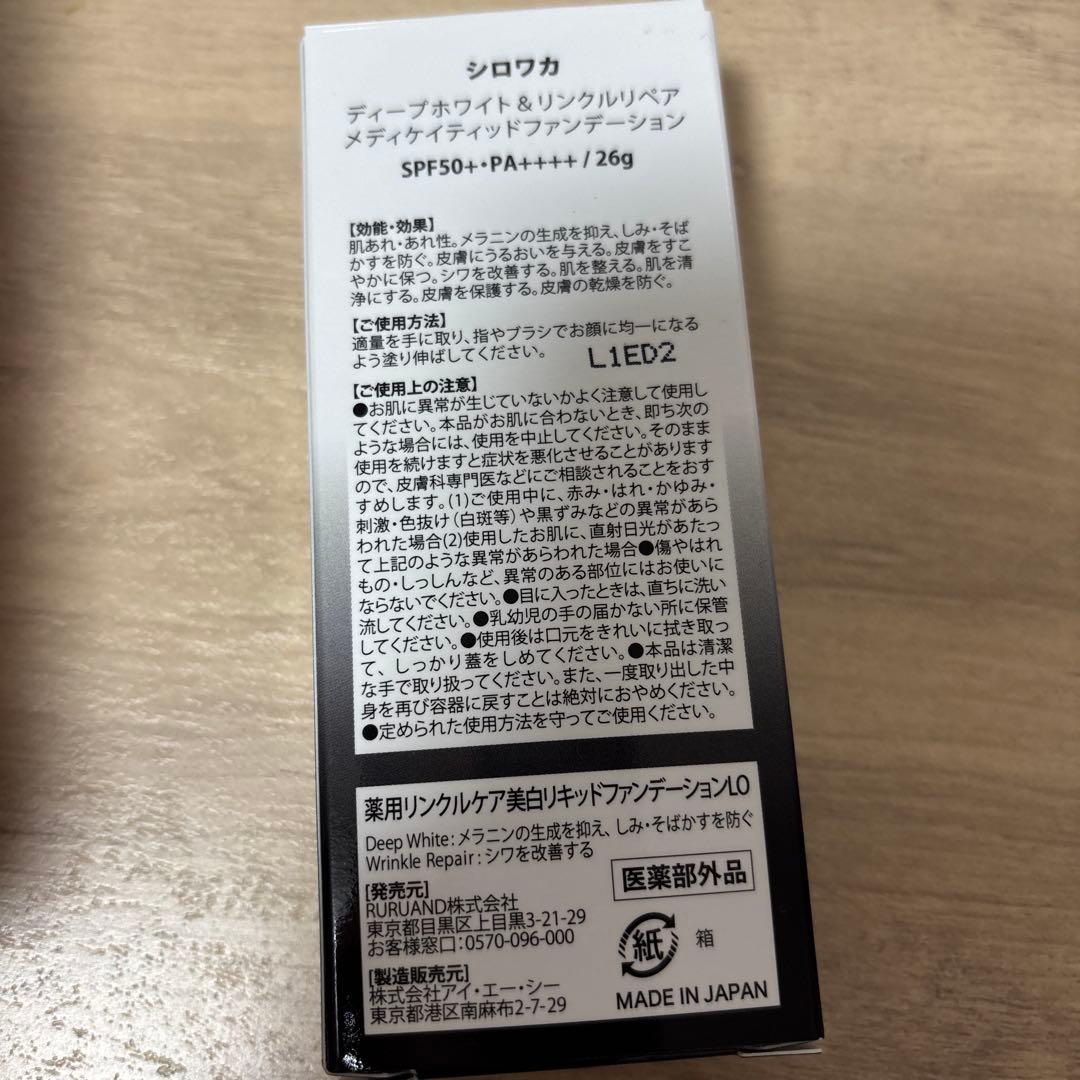 シロワカ
ディープホワイト&リンクルリペア
メディケイティッドファンデーション
SPF50+・PA++++ / 26g
【効能・効果】
肌あれ・あれ性。メラニンの生成を抑え、しみ・そば
かすを防ぐ。皮膚にうるおいを与える。皮膚をすこ
やかに保つ。シワを改善する。肌を整える。肌を清
浄にする。皮膚を保護する。皮膚の乾燥を防ぐ。
【ご使用方法】
適量を手に取り、指やブラシでお顔に均一になる
よう塗り伸ばしてください。
L1ED2
【ご使用上の注意】
●お肌に異常が生じていないかよく注意して使用し
てください。本品がお肌に合わないとき、即ち次の
ような場合には、使用を中止してください。そのまま
使用を続けますと症状を悪化させることがあります
ので、皮膚科専門医などにご相談されることをおす
すめします。(1)ご使用中に、赤み・はれ・かゆみ・
刺激・色抜け(白斑等)や黒ずみなどの異常があら
われた場合(2)使用したお肌に、直射日光があたっ
て上記のような異常があらわれた場合●傷やはれ
もの・しっしんなど、異常のある部位にはお使いに
ならないでください。●目に入ったときは、直ちに洗い
流してください。●乳幼児の手の届かない所に保管
してください。●使用後は口元をきれいに拭き取っ
て、しっかり蓋をしめてください。●本品は清潔
な手で取り扱ってください。また、一度取り出した中
身を再び容器に戻すことは絶対におやめください。
●定められた使用方法を守ってご使用ください。
薬用リンクルケア美白リキッドファンデーションLO
Deep White:メラニンの生成を抑え、しみ・そばかすを防ぐ
Wrinkle Repair:シワを改善する
医薬部外品
[発売元]
RURUAND株式会社
東京都目黒区上目黒3-21-29
お客様窓口:0570-096-000
紙 箱
[製造販売元]
株式会社アイ・エー・シー
東京都港区南麻布2-7-29
MADE IN JAPAN